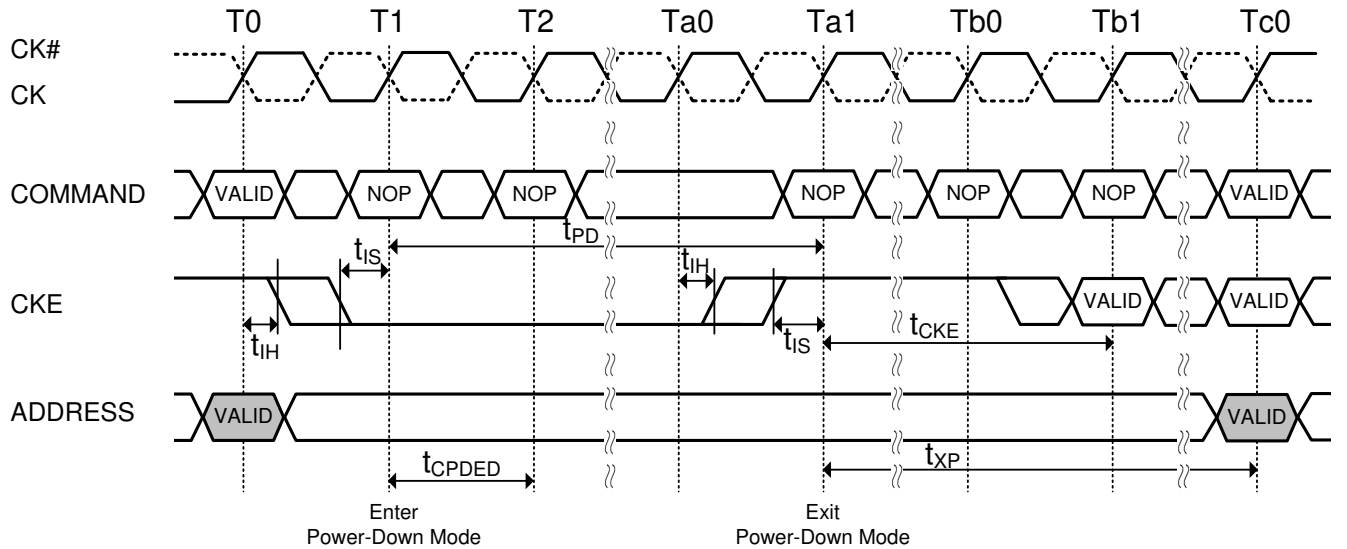 T0 T1 T2 Ta0 Ta1 Tb0 Tb1 Tc0
CK#
CK
COMMAND VALID NOP NOP NOP NOP NOP VALID
tPD
tIS tIH
CKE VALID VALID
tIH tIS tCKE
ADDRESS VALID VALID
tCPDED tXP
Enter Exit
Power-Down Mode Power-Down Mode